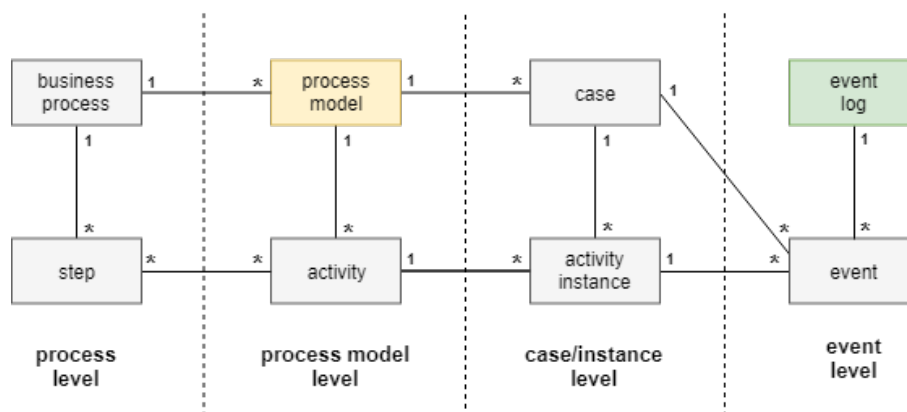 business
process
1
*
process
model
1
*
case
1
event
log
1
1
1
1
*
*
*
*
*
step
*
*
activity
1
*
activity
instance
1
*
event
process
level
process model
level
case/instance
level
event
level